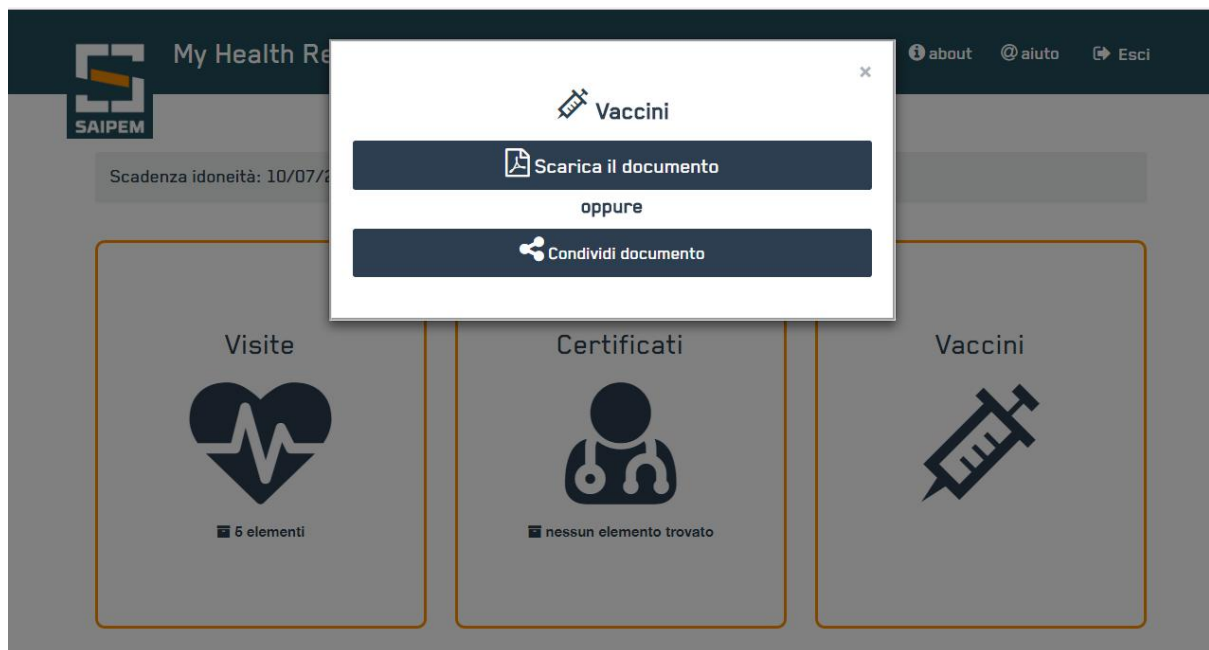 My Health Re
about
@ aiuto
Esci
SAIPEM
×
Vaccini
Scarica il documento
oppure
Condividi documento
Scadenza idoneità: 10/07/2
Visite
Certificati
Vaccini
5 elementi
nessun elemento trovato